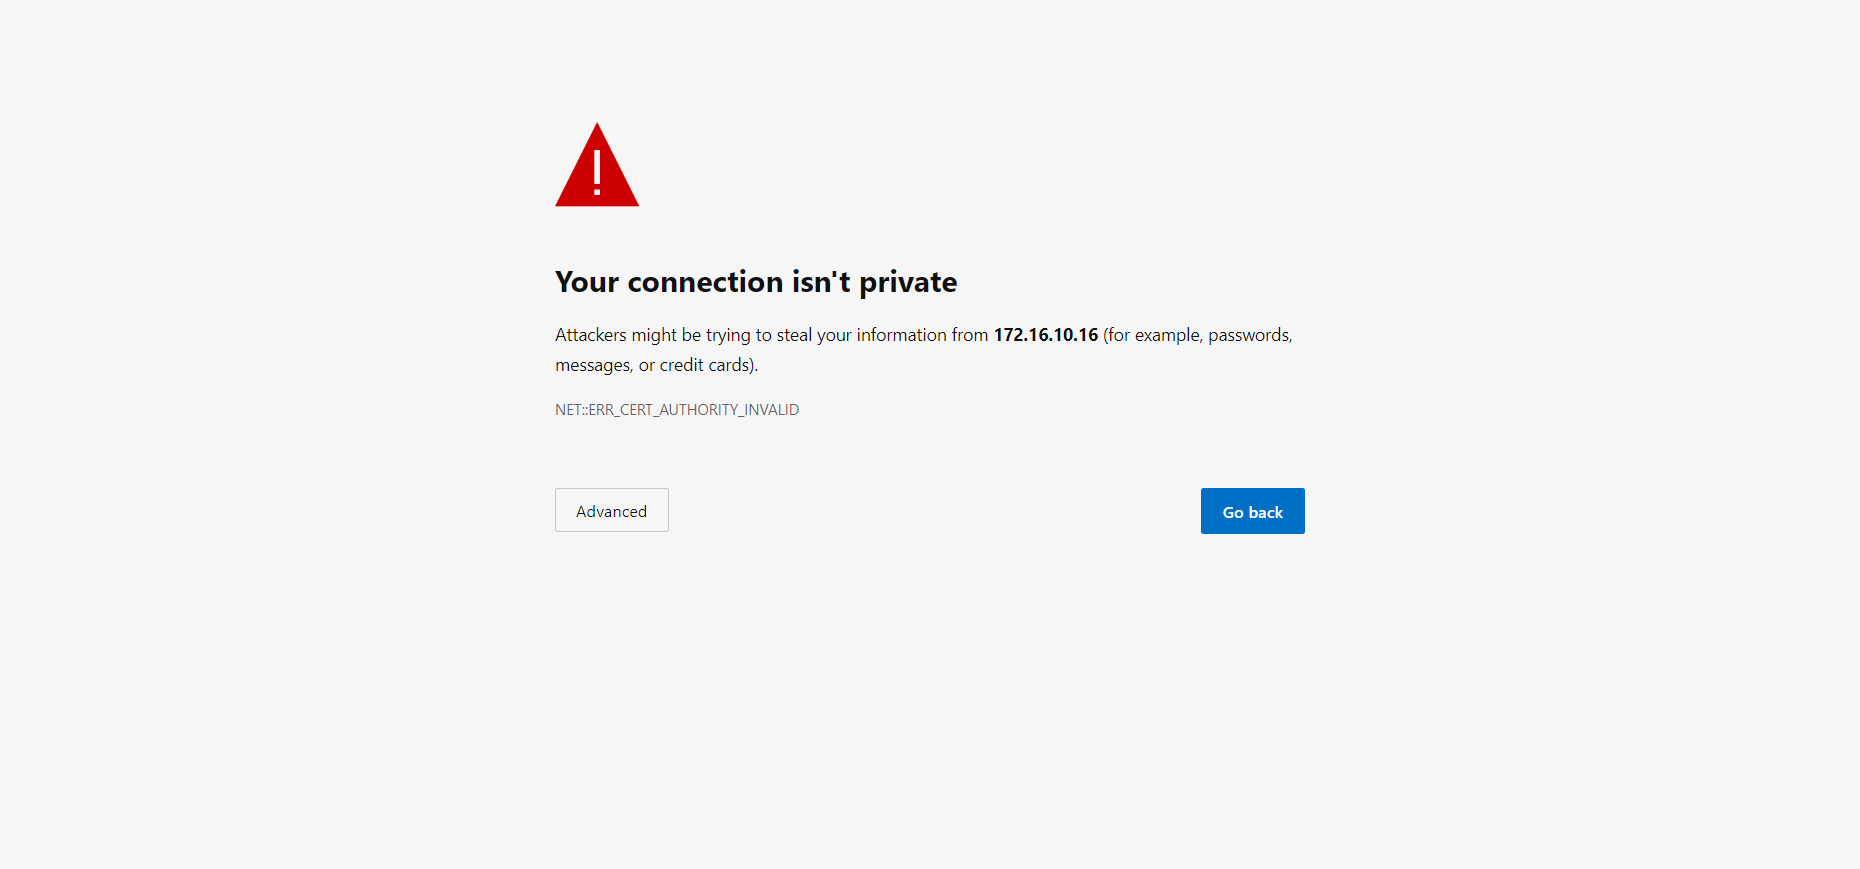 !
Your connection isn't private
Attackers might be trying to steal your information from 172.16.10.16 (for example, passwords,
messages, or credit cards).
NET::ERR_CERT_AUTHORITY_INVALID
Advanced
Go back